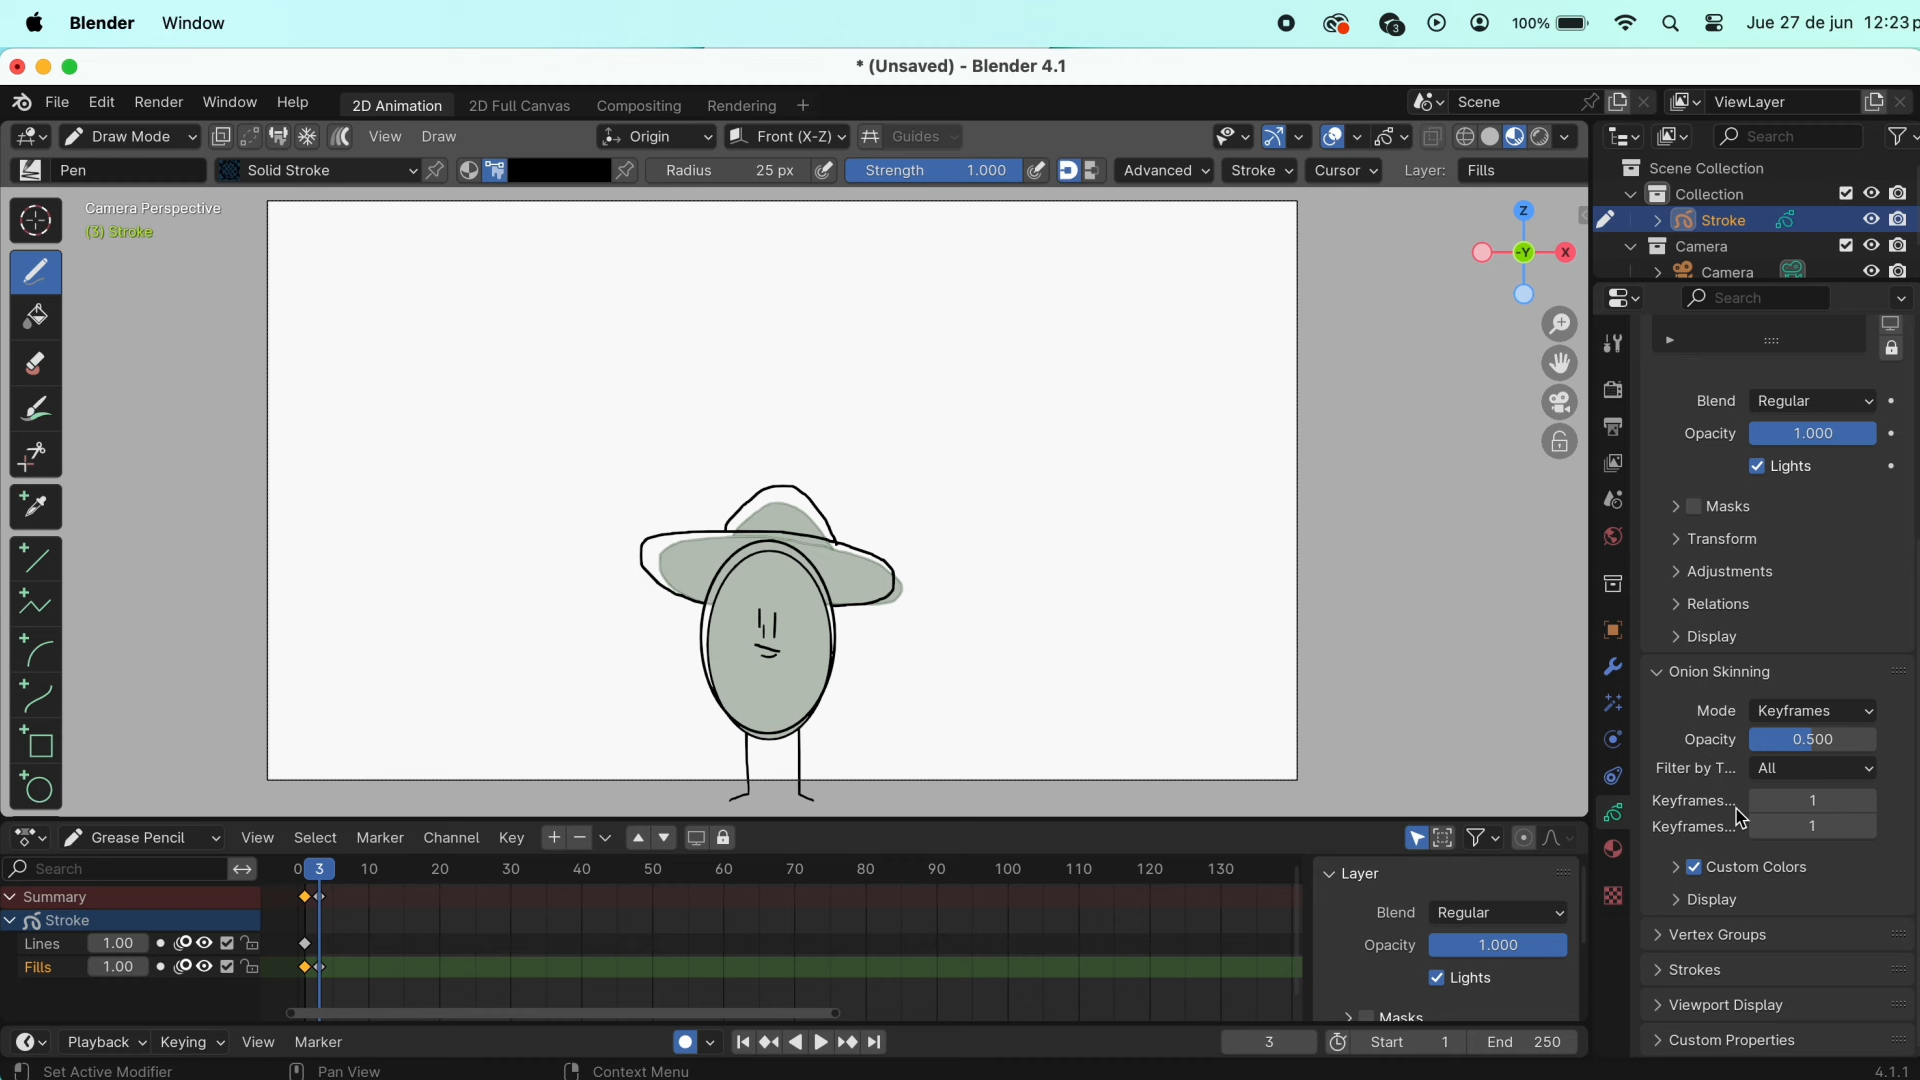 Blender Window 3 100% Jue 27 de jun 12:23
* (Unsaved) - Blender 4.1
File Edit Render Window Help 2D Animation 2D Full Canvas Compositing Rendering + Scene ViewLayer
Draw Mode View Draw Origin Front (X-Z) Guides Search
Pen Solid Stroke Radius 25 px Strength 1.000 Advanced Stroke Cursor Layer: Fills
Scene Collection
Collection
Stroke
Camera
Camera
Camera Perspective
(3) Stroke
Z
-Y X
Search
Blend Regular
Opacity 1.000
Lights
Masks
Transform
Adjustments
Relations
Display
Onion Skinning
Mode Keyframes
Opacity 0.500
Filter by T... All
Keyframes... 1
Keyframes... 1
Custom Colors
Display
Vertex Groups
Strokes
Viewport Display
Custom Properties
Grease Pencil View Select Marker Channel Key
Search 0 3 10 20 30 40 50 60 70 80 90 100 110 120 130
Summary
Stroke
Lines 1.00
Fills 1.00
Layer
Blend Regular
Opacity 1.000
Lights
Masks
Playback Keying View Marker 3 Start 1 End 250
Set Active Modifier Pan View Context Menu 4.1.1